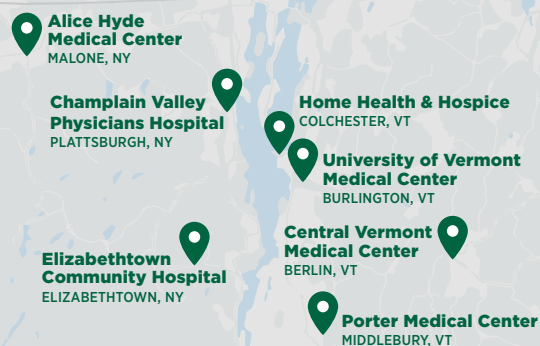 Alice Hyde
Medical Center
MALONE, NY
Champlain Valley
Physicians Hospital
PLATTSBURGH, NY
Home Health & Hospice
COLCHESTER, VT
University of Vermont
Medical Center
BURLINGTON, VT
Central Vermont
Medical Center
BERLIN, VT
Elizabethtown
Community Hospital
ELIZABETHTOWN, NY
Porter Medical Center
MIDDLEBURY, VT